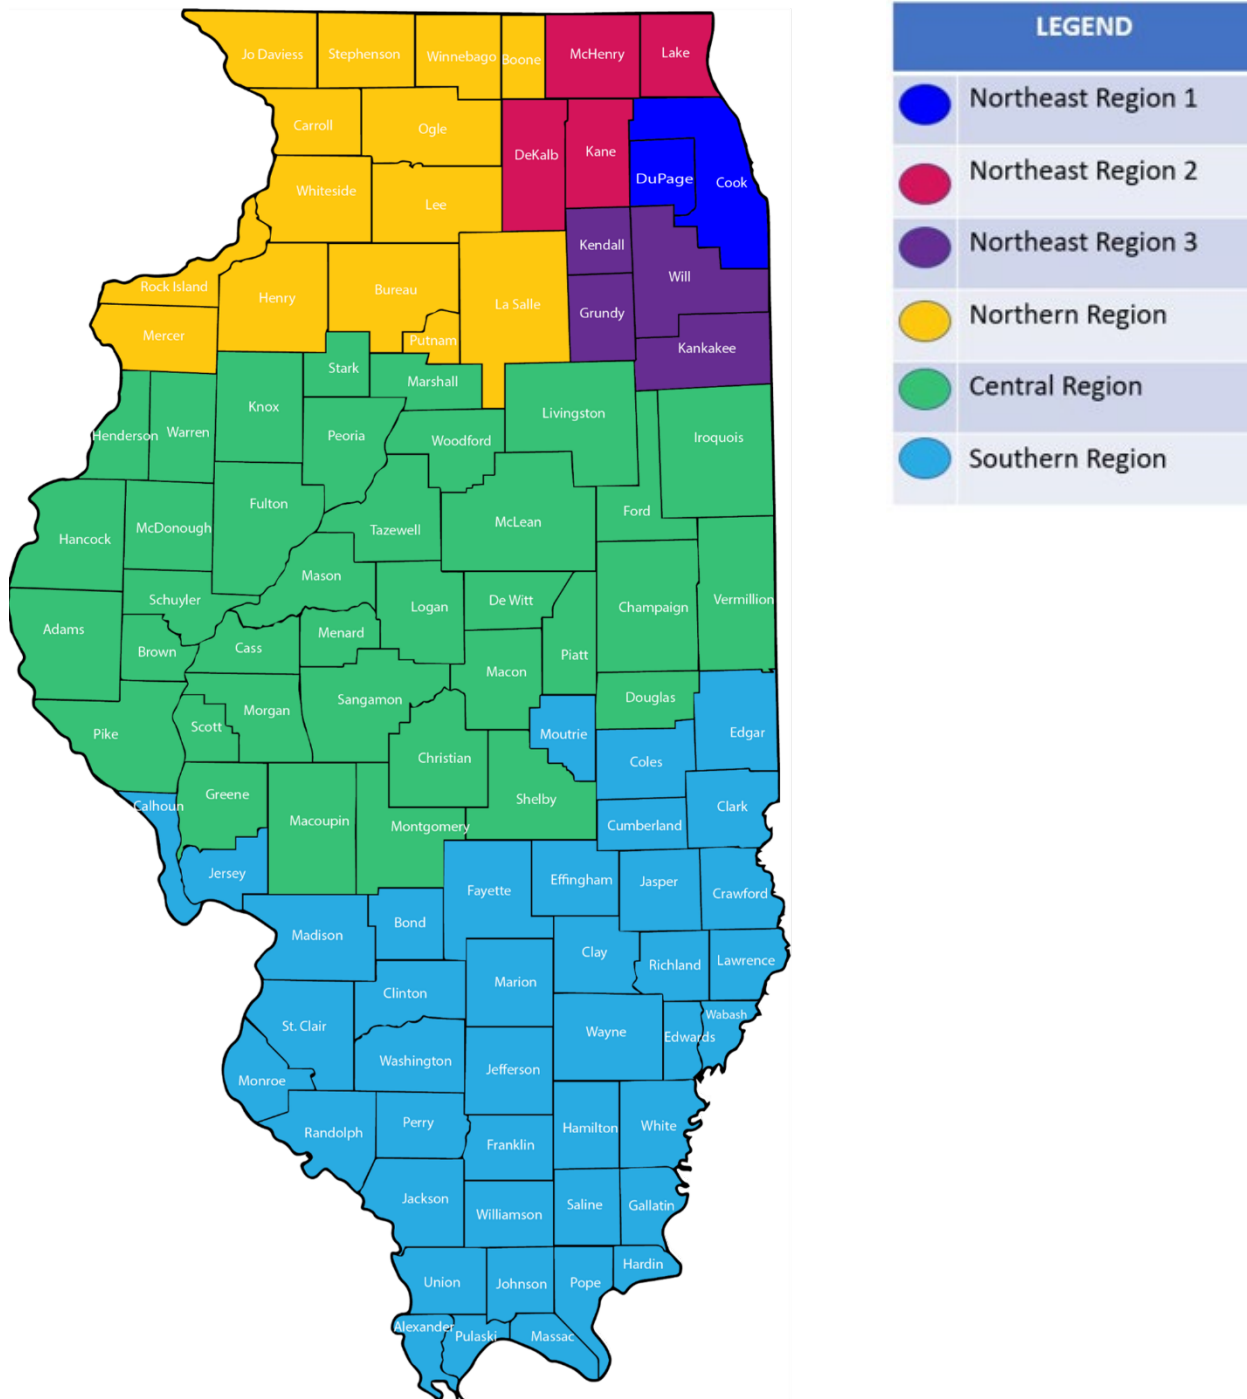 Jo Daviess
Stephenson
Winnebago
Boone
McHenry
Lake
Carroll
Ogle
DeKalb
Kane
DuPage
Cook
Whiteside
Lee
Kendall
Will
Rock Island
Henry
Bureau
La Salle
Grundy
Mercer
Putnam
Kankakee
Stark
Marshall
Knox
Livingston
Henderson
Warren
Peoria
Woodford
Iroquois
Fulton
Hancock
McDonough
Tazewell
McLean
Ford
Mason
Schuyler
Logan
De Witt
Champaign
Vermillion
Adams
Brown
Cass
Menard
Macon
Piatt
Pike
Scott
Morgan
Sangamon
Douglas
Moutrie
Edgar
Christian
Coles
Calhoun
Greene
Macoupin
Montgomery
Shelby
Cumberland
Clark
Jersey
Fayette
Effingham
Jasper
Crawford
Madison
Bond
Clay
Richland
Lawrence
Clinton
Marion
St. Clair
Wayne
Edwards
Wabash
Washington
Jefferson
Monroe
Randolph
Perry
Franklin
Hamilton
White
Jackson
Williamson
Saline
Gallatin
Union
Johnson
Pope
Hardin
Alexander
Pulaski
Massac
LEGEND
Northeast Region 1
Northeast Region 2
Northeast Region 3
Northern Region
Central Region
Southern Region